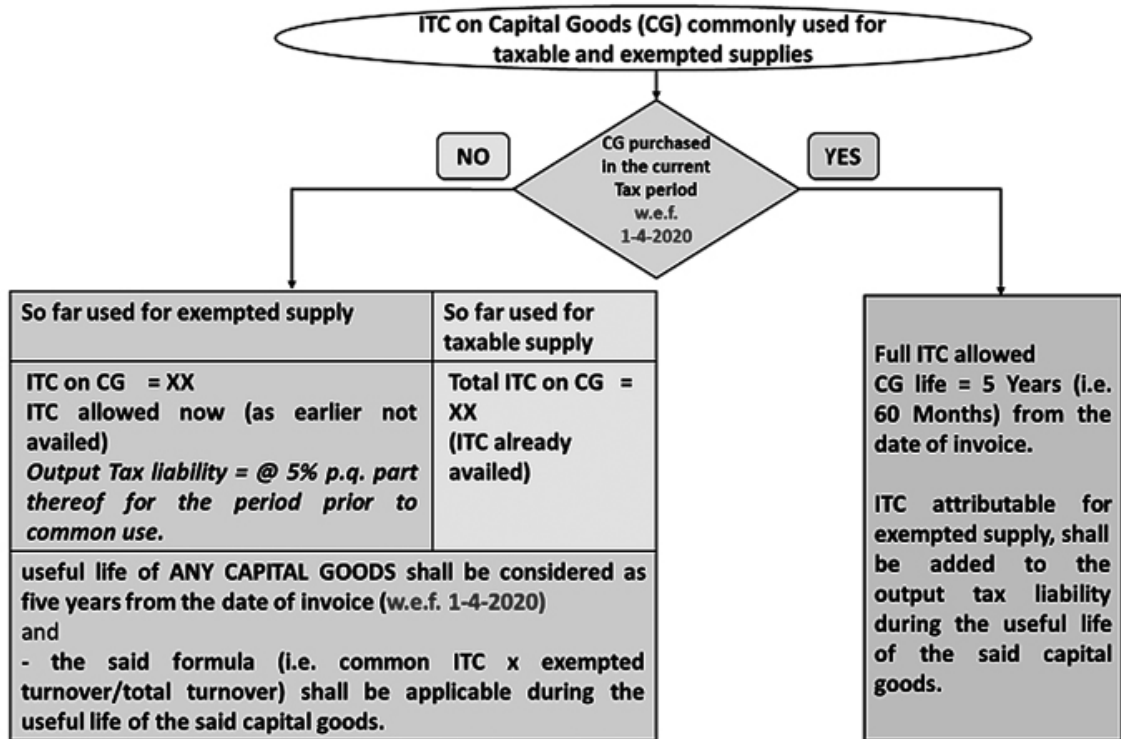 ITC on Capital Goods (CG) commonly used for
taxable and exempted supplies
NO
CG purchased
in the current
Tax period
w.e.f.
1-4-2020
YES
So far used for exempted supply
So far used for
taxable supply
ITC on CG = XX
ITC allowed now (as earlier not
availed)
Output Tax liability = @ 5% p.q. part
thereof for the period prior to
common use.
Total ITC on CG =
XX
(ITC already
availed)
useful life of ANY CAPITAL GOODS shall be considered as
five years from the date of invoice (w.e.f. 1-4-2020)
and
- the said formula (i.e. common ITC x exempted
turnover/total turnover) shall be applicable during the
useful life of the said capital goods.
Full ITC allowed
CG life = 5 Years (i.e.
60 Months) from the
date of invoice.
ITC attributable for
exempted supply, shall
be added to the
output tax liability
during the useful life
of the said capital
goods.